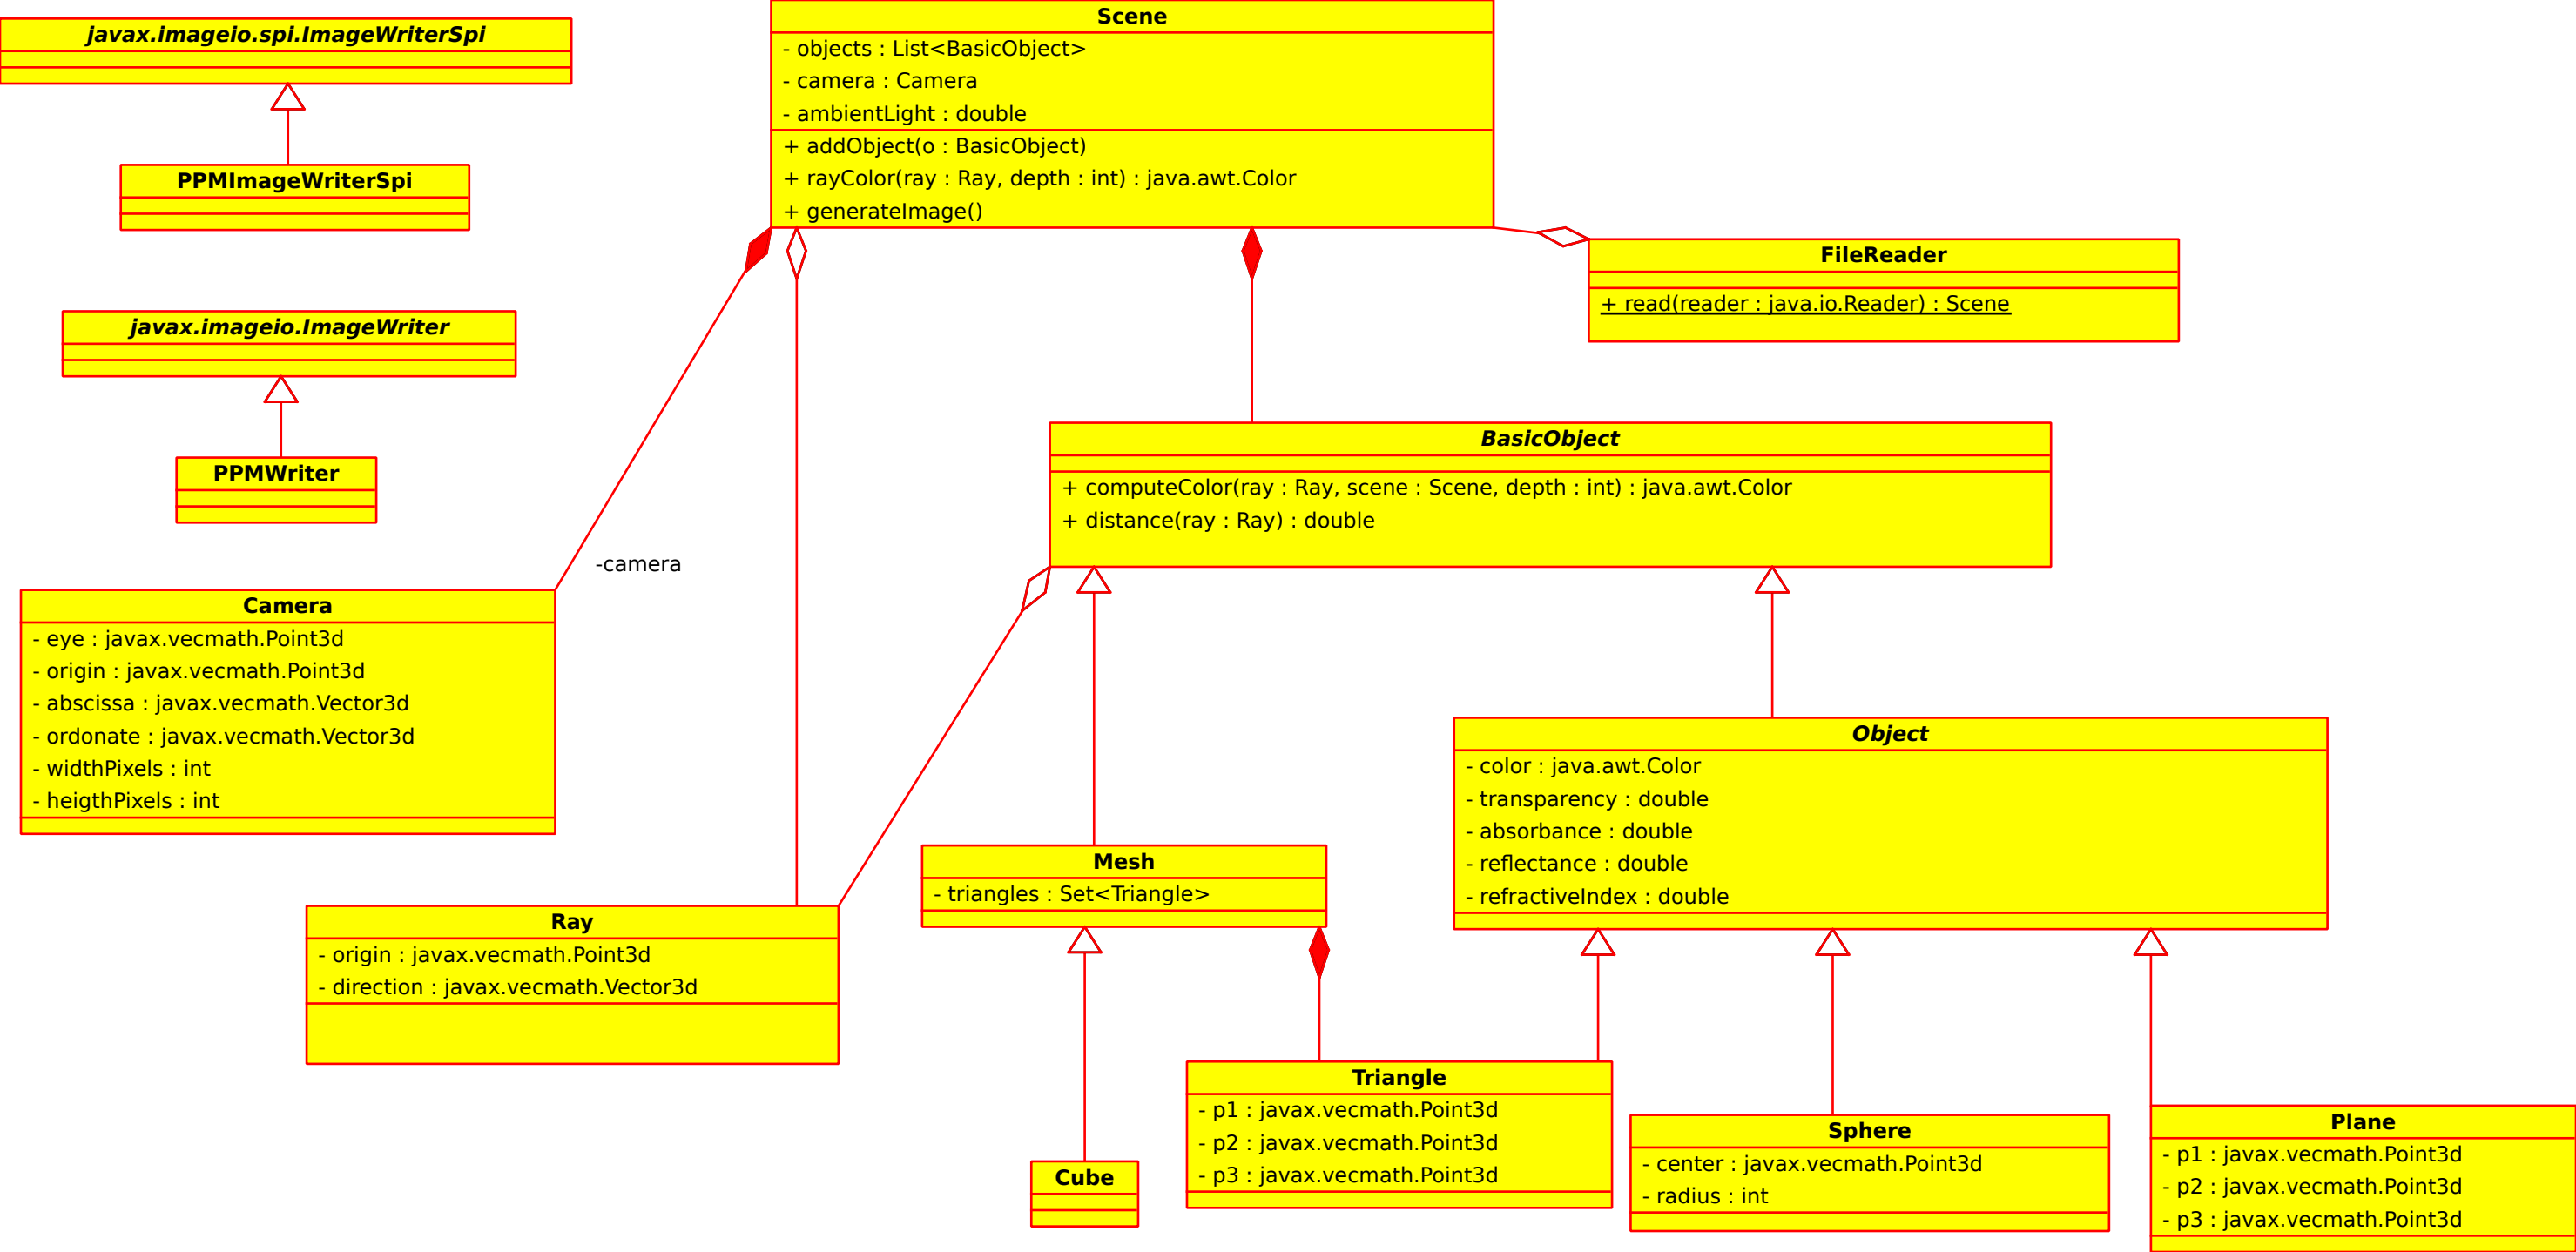 javax.imageio.spi.ImageWriterSpi
PPMImageWriterSpi
javax.imageio.ImageWriter
PPMWriter
Scene
- objects : List<BasicObject>
- camera : Camera
- ambientLight : double
+ addObject(o : BasicObject)
+ rayColor(ray : Ray, depth : int) : java.awt.Color
+ generateImage()
FileReader
+ read(reader : java.io.Reader) : Scene
BasicObject
+ computeColor(ray : Ray, scene : Scene, depth : int) : java.awt.Color
+ distance(ray : Ray) : double
-camera
Camera
- eye : javax.vecmath.Point3d
- origin : javax.vecmath.Point3d
- abscissa : javax.vecmath.Vector3d
- ordonate : javax.vecmath.Vector3d
- widthPixels : int
- heigthPixels : int
Ray
- origin : javax.vecmath.Point3d
- direction : javax.vecmath.Vector3d
Mesh
- triangles : Set<Triangle>
Object
- color : java.awt.Color
- transparency : double
- absorbance : double
- reflectance : double
- refractiveIndex : double
Cube
Triangle
- p1 : javax.vecmath.Point3d
- p2 : javax.vecmath.Point3d
- p3 : javax.vecmath.Point3d
Sphere
- center : javax.vecmath.Point3d
- radius : int
Plane
- p1 : javax.vecmath.Point3d
- p2 : javax.vecmath.Point3d
- p3 : javax.vecmath.Point3d